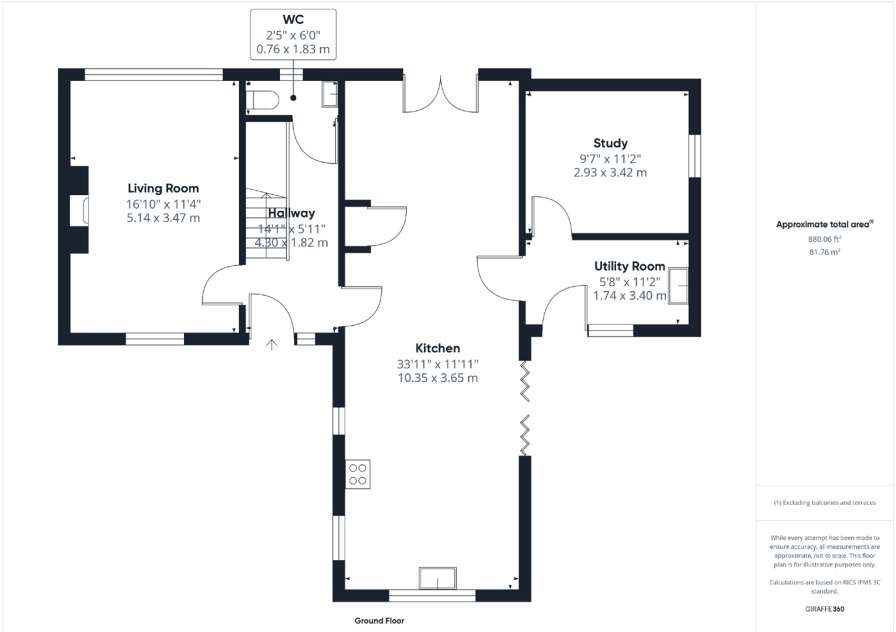 WC
2'5" x 6'0"
0.76 x 1.83 m
Study
9'7" x 11'2"
2.93 x 3.42 m
Living Room
16'10" x 11'4"
5.14 x 3.47 m
Hallway
14'1" x 5'11"
4.30 x 1.82 m
Utility Room
5'8" x 11'2"
1.74 x 3.40 m
Kitchen
33'11" x 11'11"
10.35 x 3.65 m
Ground Floor
Approximate total area⁽¹⁾
880.06 ft²
81.76 m²
(1) Excluding balconies and terraces
While every attempt has been made to
ensure accuracy, all measurements are
approximate, not to scale. This floor
plan is for illustrative purposes only.
Calculations are based on RICS IPMS 3C
standard.
GIRAFFE360